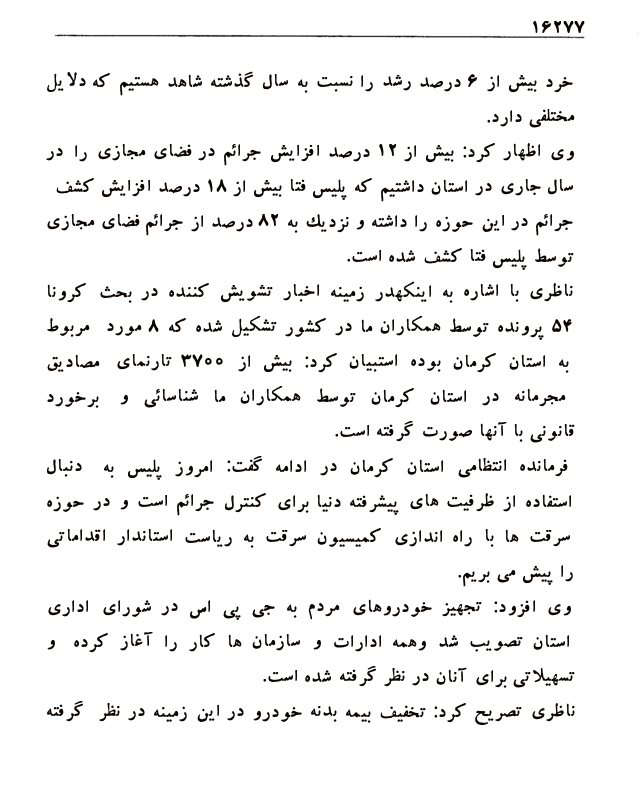 ۱۶۲۷۷
خرد بیش از ۶ درصد رشد را نسبت به سال گذشته شاهد هستیم که دلایل
مختلفی دارد.
وی اظهار کرد: بیش از ۱۲ درصد افزایش جرائم در فضای مجازی را در
سال جاری در استان داشتیم که پلیس فتا بیش از ۱۸ درصد افزایش کشف
جرائم در این حوزه را داشته و نزدیك به ۸۲ درصد از جرائم فضای مجازی
توسط پلیس فتا کشف شده است.
ناظری با اشاره به اینکهدر زمینه اخبار تشویش کننده در بحث کرونا
۵۴ پرونده توسط همکاران ما در کشور تشکیل شده که ۸ مورد مربوط
به استان کرمان بوده استبیان کرد: بیش از ۳۷۰۰ تارنمای مصادیق
مجرمانه در استان کرمان توسط همکاران ما شناسائی و برخورد
قانونی با آنها صورت گرفته است.
فرمانده انتظامی استان کرمان در ادامه گفت: امروز پلیس به دنبال
استفاده از ظرفیت های پیشرفته دنیا برای کنترل جرائم است و در حوزه
سرقت ها با راه اندازی کمیسیون سرقت به ریاست استاندار اقداماتی
را پیش می بریم.
وی افزود: تجهیز خودروهای مردم به جی پی اس در شورای اداری
استان تصویب شد وهمه ادارات و سازمان ها کار را آغاز کرده و
تسهیلاتی برای آنان در نظر گرفته شده است.
ناظری تصریح کرد: تخفیف بیمه بدنه خودرو در این زمینه در نظر گرفته